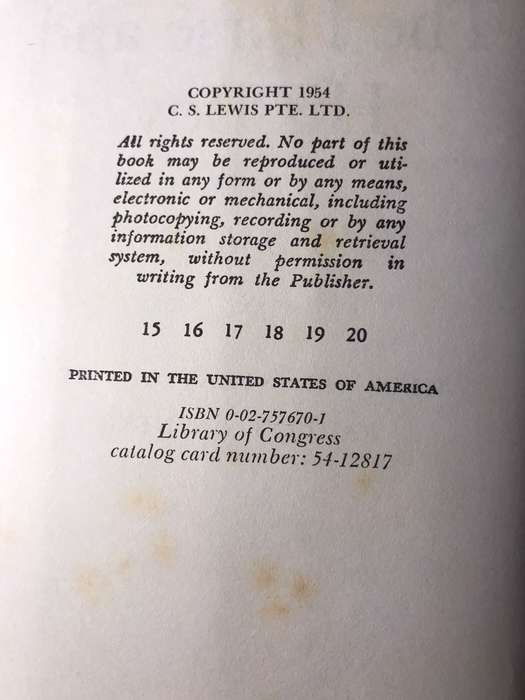 COPYRIGHT 1954
C. S. LEWIS PTE. LTD.
All rights reserved. No part of this
book may be reproduced or uti-
lized in any form or by any means,
electronic or mechanical, including
photocopying, recording or by any
information storage and retrieval
system, without permission in
writing from the Publisher.
15 16 17 18 19 20
PRINTED IN THE UNITED STATES OF AMERICA
ISBN 0-02-757670-1
Library of Congress
catalog card number: 54-12817